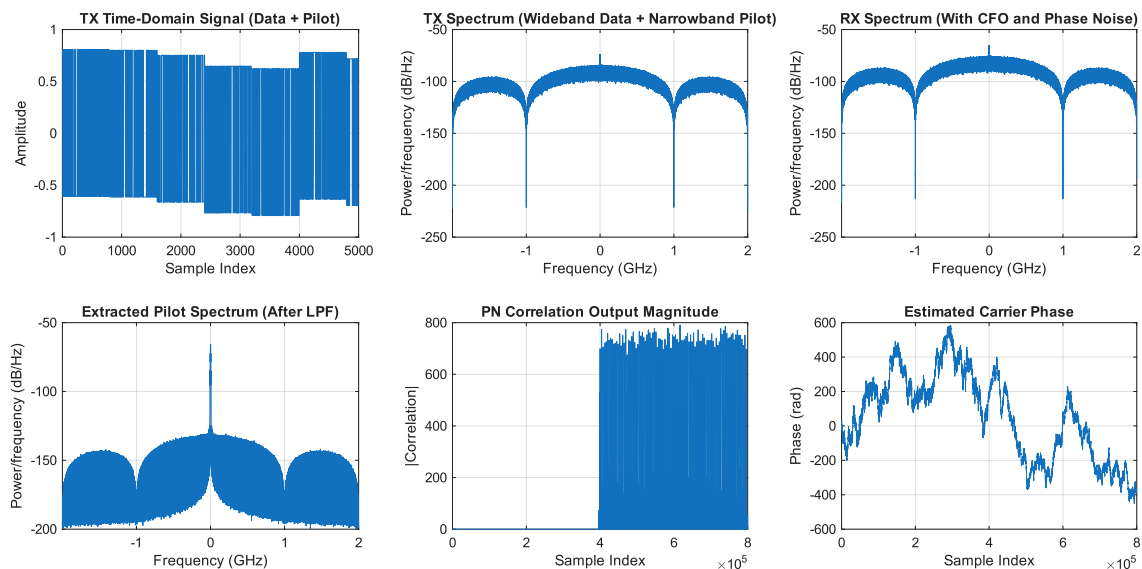 TX Time-Domain Signal (Data + Pilot)
1
0.5
0
-0.5
-1
0 1000 2000 3000 4000 5000
Sample Index
Amplitude
TX Spectrum (Wideband Data + Narrowband Pilot)
-50
-100
-150
-200
-250
-1 0 1 2
Frequency (GHz)
Power/frequency (dB/Hz)
RX Spectrum (With CFO and Phase Noise)
-50
-100
-150
-200
-250
-1 0 1 2
Frequency (GHz)
Power/frequency (dB/Hz)
Extracted Pilot Spectrum (After LPF)
-50
-100
-150
-200
-1 0 1 2
Frequency (GHz)
Power/frequency (dB/Hz)
PN Correlation Output Magnitude
800
600
400
200
0
0 2 4 6 8
×10⁵
Sample Index
|Correlation|
Estimated Carrier Phase
600
400
200
0
-200
-400
-600
0 2 4 6 8
×10⁵
Sample Index
Phase (rad)